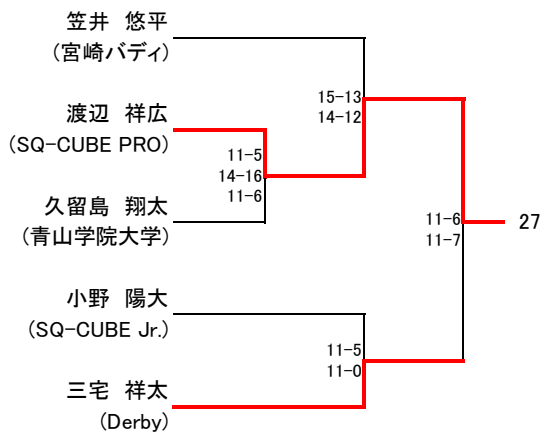 笠井 悠平
(宮崎バディ)
15-13
14-12
渡辺 祥広
(SQ-CUBE PRO)
11-5
14-16
11-6
久留島 翔太
(青山学院大学)
11-6
11-7
27
小野 陽大
(SQ-CUBE Jr.)
11-5
11-0
三宅 祥太
(Derby)